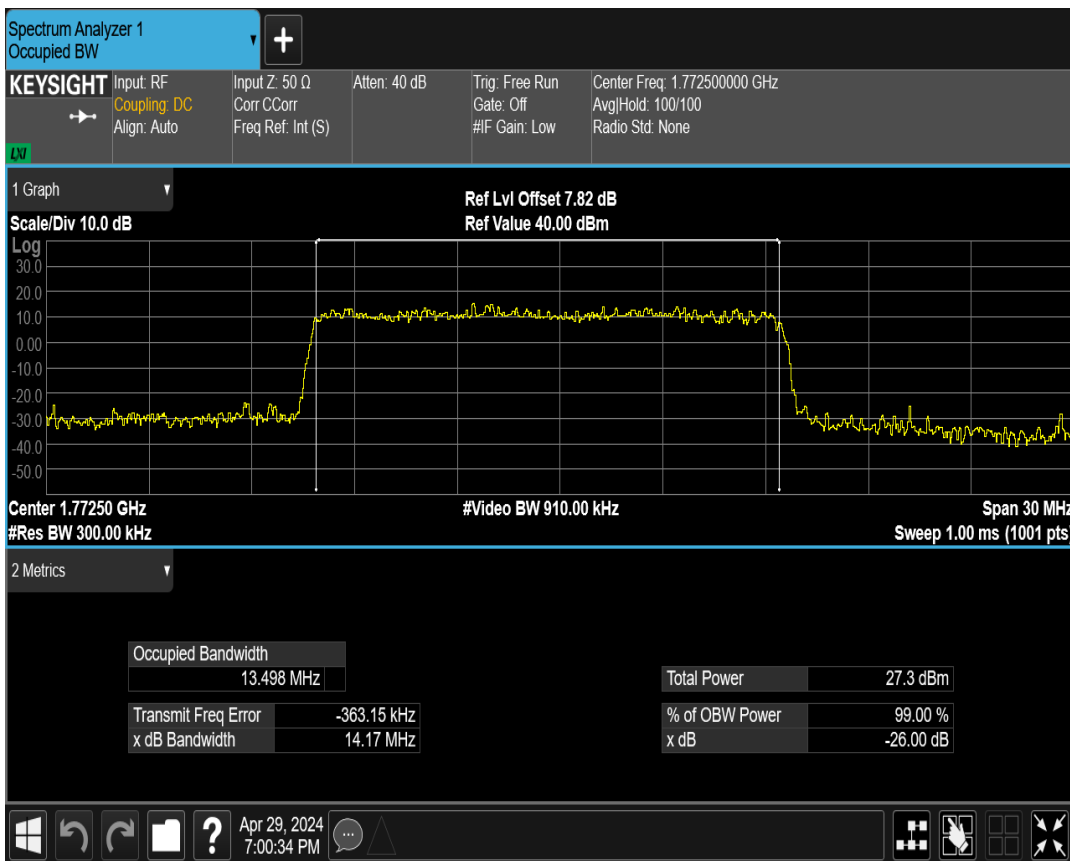 Spectrum Analyzer 1
Occupied BW
+
KEYSIGHT
LXI
Input: RF
Coupling: DC
Align: Auto
Input Z: 50 Ω
Corr CCorr
Freq Ref: Int (S)
Atten: 40 dB
Trig: Free Run
Gate: Off
#IF Gain: Low
Center Freq: 1.772500000 GHz
Avg|Hold: 100/100
Radio Std: None
1 Graph
Scale/Div 10.0 dB
Ref Lvl Offset 7.82 dB
Ref Value 40.00 dBm
Log
30.0
20.0
10.0
0.00
-10.0
-20.0
-30.0
-40.0
-50.0
Center 1.77250 GHz
#Res BW 300.00 kHz
#Video BW 910.00 kHz
Span 30 MHz
Sweep 1.00 ms (1001 pts)
2 Metrics
Occupied Bandwidth
13.498 MHz
Transmit Freq Error -363.15 kHz
x dB Bandwidth 14.17 MHz
Total Power 27.3 dBm
% of OBW Power 99.00 %
x dB -26.00 dB
?
Apr 29, 2024
7:00:34 PM